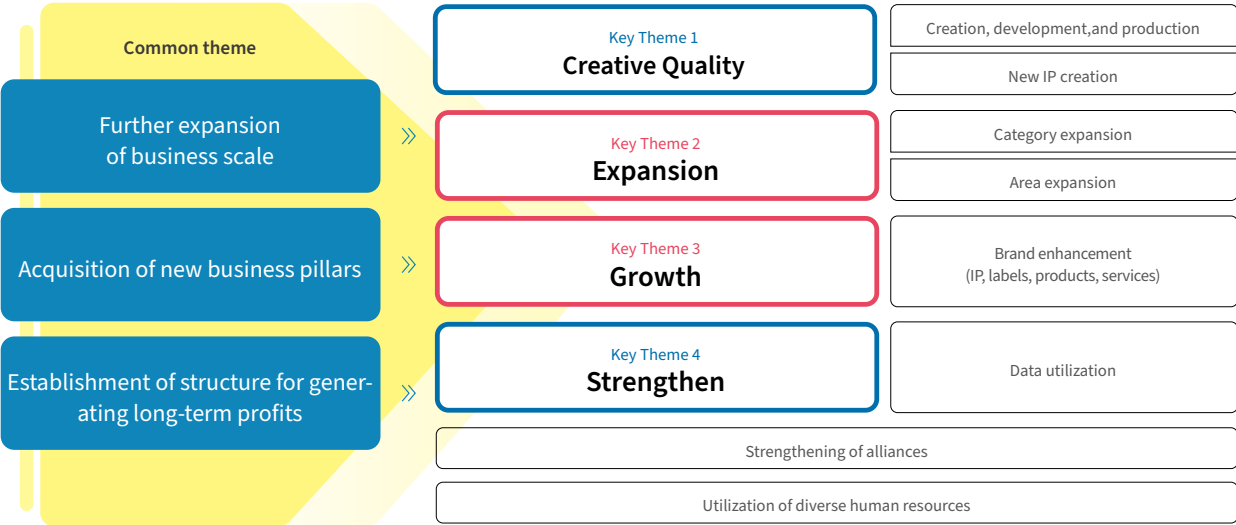 Common theme
Further expansion
of business scale
Acquisition of new business pillars
Establishment of structure for gener-
ating long-term profits
Key Theme 1
Creative Quality
Creation, development,and production
New IP creation
Key Theme 2
Expansion
Category expansion
Area expansion
Key Theme 3
Growth
Brand enhancement
(IP, labels, products, services)
Key Theme 4
Strengthen
Data utilization
Strengthening of alliances
Utilization of diverse human resources